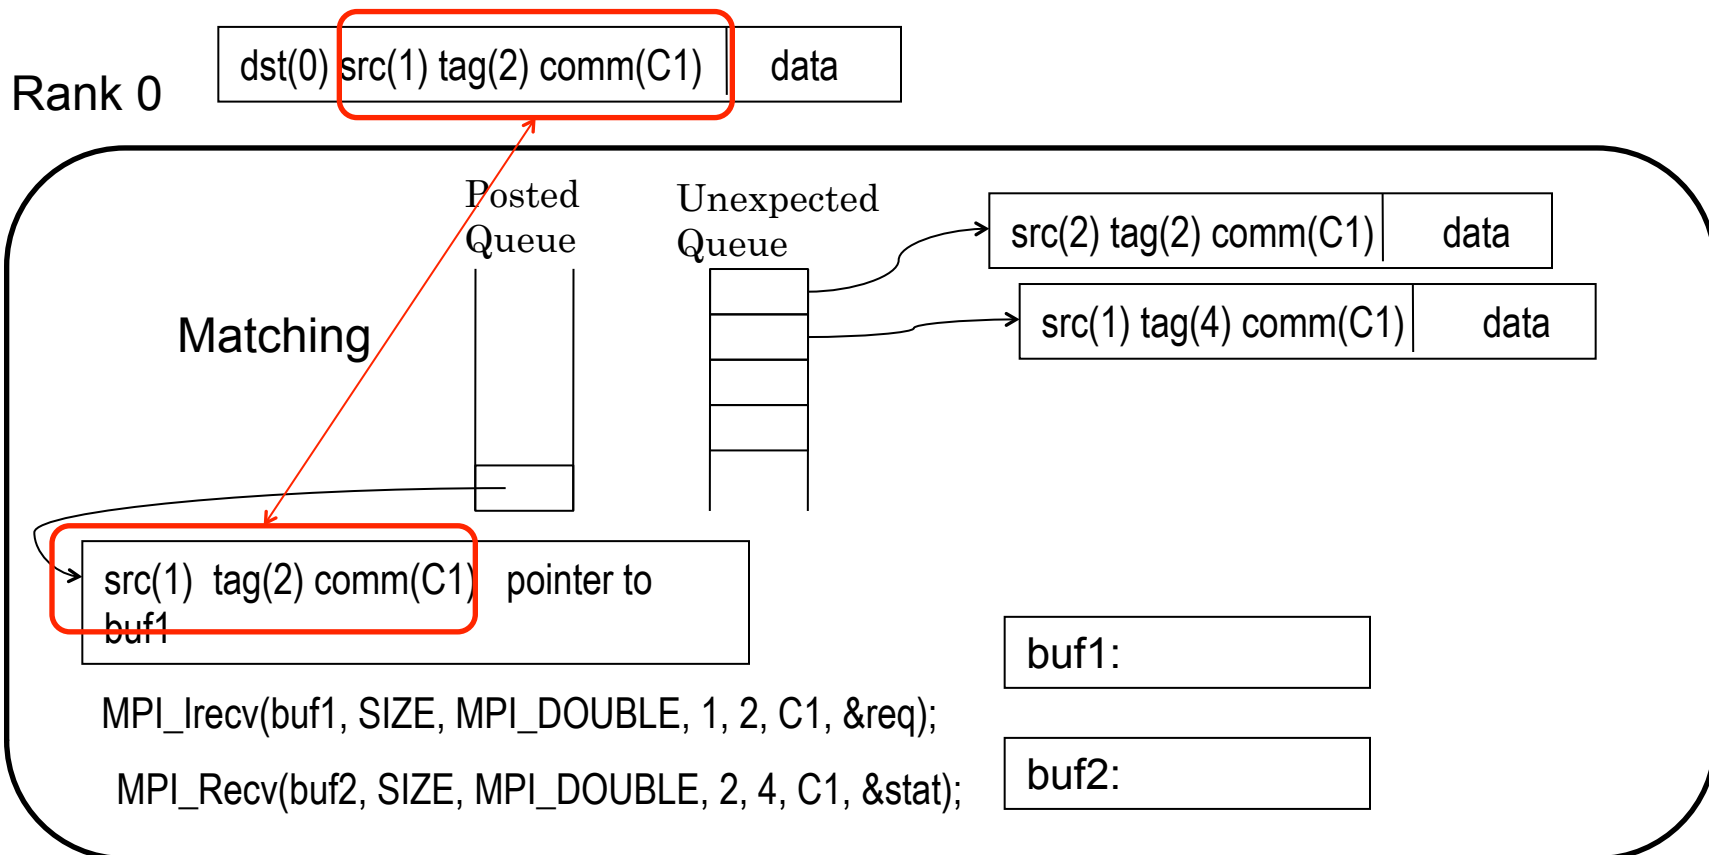 dst(0) src(1) tag(2) comm(C1) data
Rank 0
Posted
Queue
Unexpected
Queue
src(2) tag(2) comm(C1) data
src(1) tag(4) comm(C1) data
Matching
src(1) tag(2) comm(C1) pointer to
buf1
buf1:
MPI_Irecv(buf1, SIZE, MPI_DOUBLE, 1, 2, C1, &req);
buf2:
MPI_Recv(buf2, SIZE, MPI_DOUBLE, 2, 4, C1, &stat);